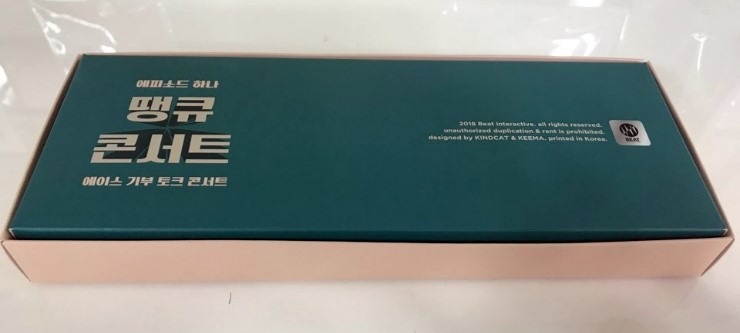 에피소드 하나
땡큐
콘서트
에이스 기부 토크 콘서트
2018 Beat Interactive. all rights reserved.
unauthorized duplication & rent is prohibited.
designed by KINDCAT & KEEMA. printed in Korea.
BEAT